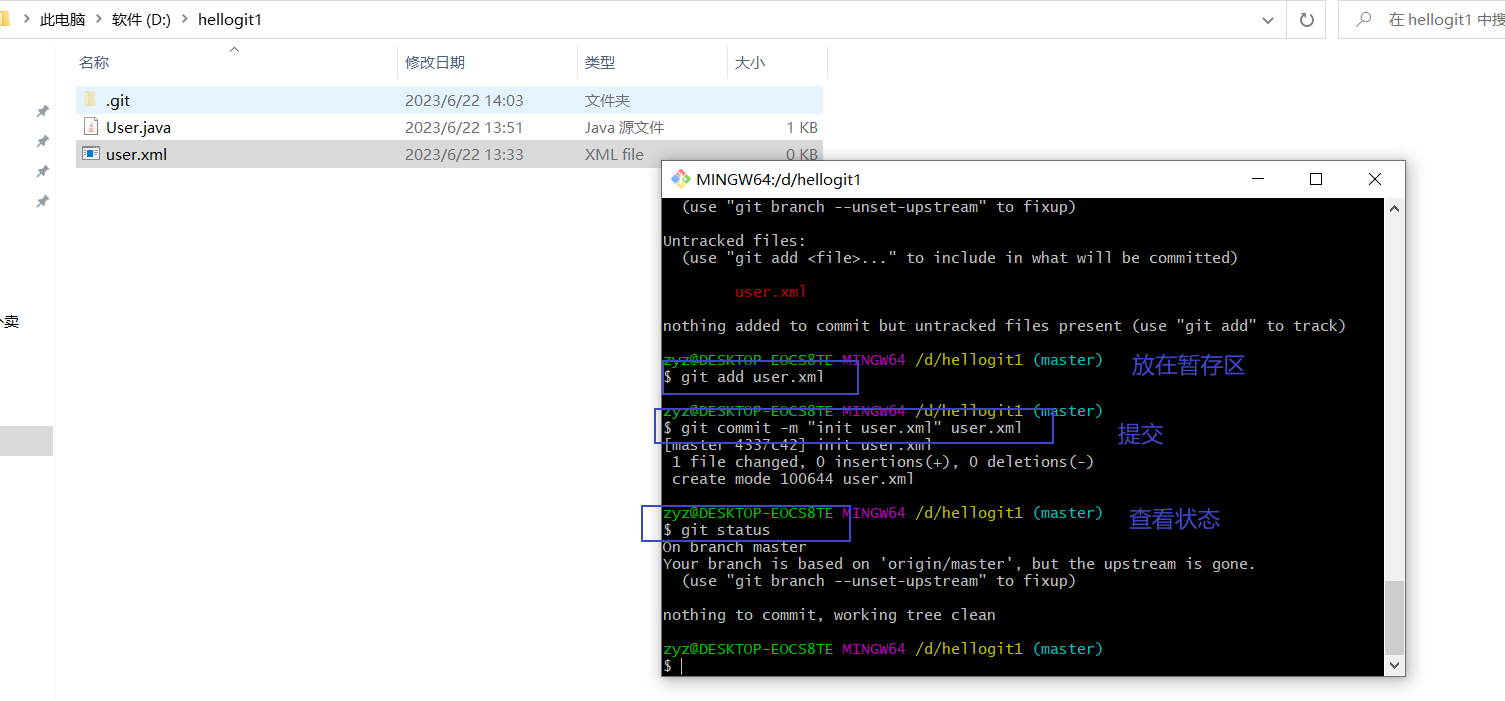 此电脑 > 软件 (D:) > hellogit1
在 hellogit1 中搜
名称 修改日期 类型 大小
.git 2023/6/22 14:03 文件夹
User.java 2023/6/22 13:51 Java 源文件 1 KB
user.xml 2023/6/22 13:33 XML file 0 KB
卖
MINGW64:/d/hellogit1
(use "git branch --unset-upstream" to fixup)
Untracked files:
(use "git add <file>..." to include in what will be committed)
user.xml
nothing added to commit but untracked files present (use "git add" to track)
zyz@DESKTOP-EOCS8TE MINGW64 /d/hellogit1 (master)
放在暂存区
$ git add user.xml
zyz@DESKTOP-EOCS8TE MINGW64 /d/hellogit1 (master)
$ git commit -m "init user.xml" user.xml
提交
[master 4337c42] init user.xml
1 file changed, 0 insertions(+), 0 deletions(-)
create mode 100644 user.xml
zyz@DESKTOP-EOCS8TE MINGW64 /d/hellogit1 (master)
查看状态
$ git status
On branch master
Your branch is based on 'origin/master', but the upstream is gone.
(use "git branch --unset-upstream" to fixup)
nothing to commit, working tree clean
zyz@DESKTOP-EOCS8TE MINGW64 /d/hellogit1 (master)
$